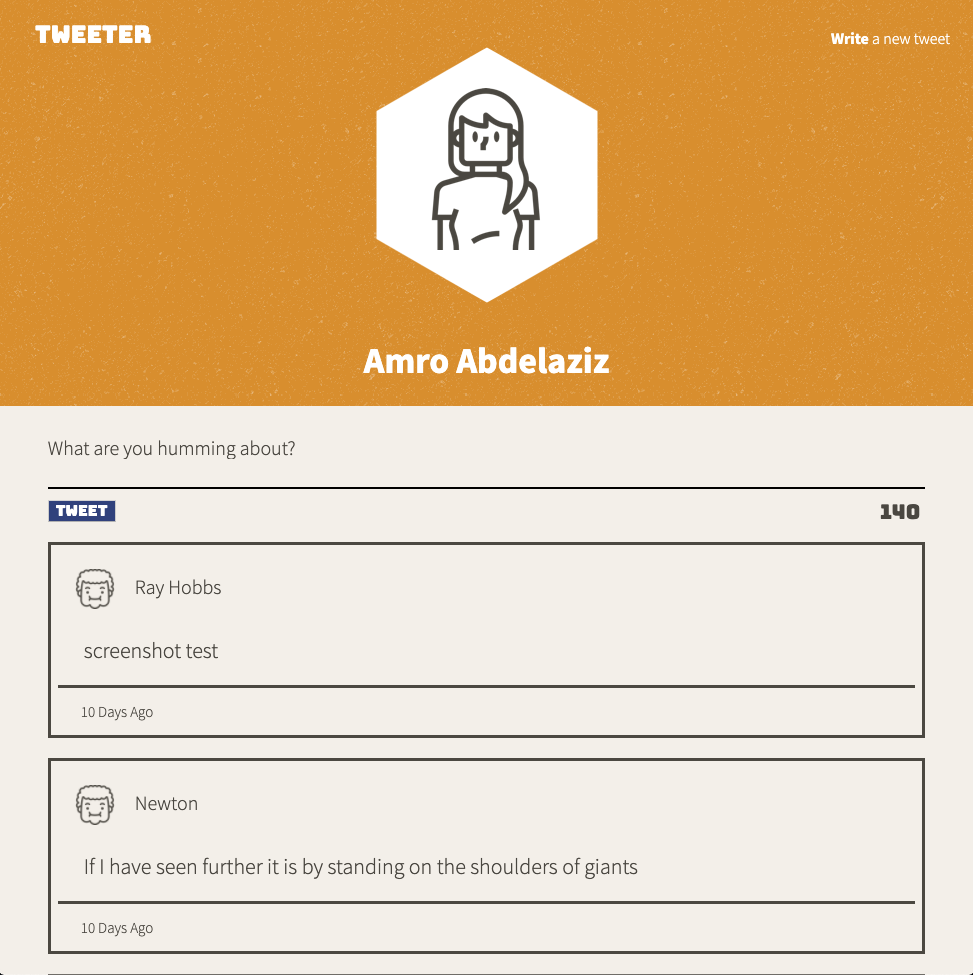 TWEETER
Write a new tweet
Amro Abdelaziz
What are you humming about?
TWEET
140
Ray Hobbs
screenshot test
10 Days Ago
Newton
If I have seen further it is by standing on the shoulders of giants
10 Days Ago